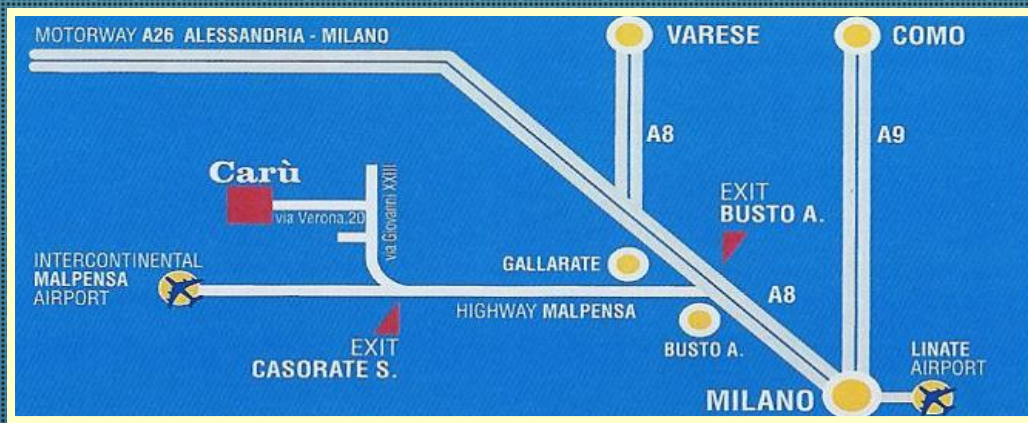 MOTORWAY A26 ALESSANDRIA - MILANO
VARESE
COMO
A8
A9
Carù
via Verona,20
via Giovanni XXIII
EXIT
BUSTO A.
INTERCONTINENTAL
MALPENSA
AIRPORT
GALLARATE
A8
HIGHWAY MALPENSA
EXIT
CASORATE S.
BUSTO A.
LINATE
AIRPORT
MILANO